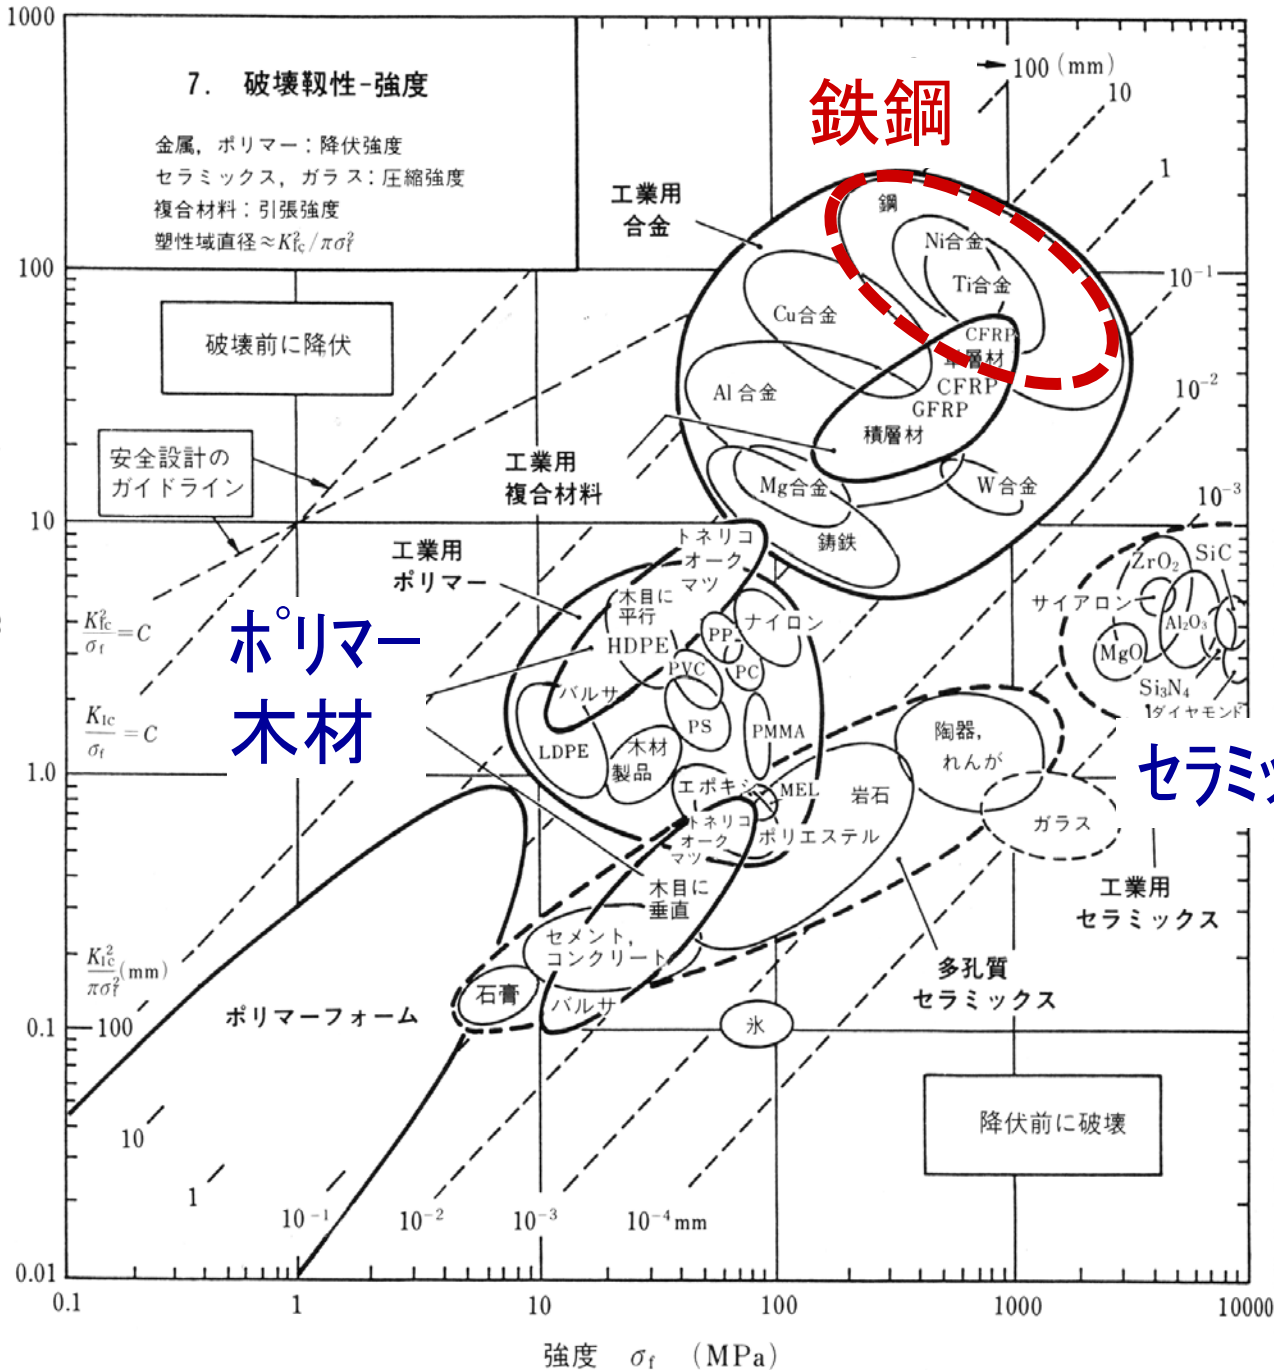 1000
7. 破壊靱性-強度
金属，ポリマー：降伏強度
セラミックス，ガラス：圧縮強度
複合材料：引張強度
塑性域直径≈K²Ic/πσ²f
鉄鋼
100 (mm)
10
1
10⁻¹
10⁻²
10⁻³
工業用
合金
鋼
Ni合金
Ti合金
Cu合金
CFRP
単層材
CFRP
GFRP
積層材
Al合金
Mg合金
W合金
鋳鉄
100
破壊前に降伏
安全設計の
ガイドライン
工業用
複合材料
10
工業用
ポリマー
トネリコ
オーク
マツ
木目に
平行
HDPE
PP
ナイロン
PVC
PC
バルサ
PS
PMMA
LDPE
木材
製品
ZrO₂
SiC
サイアロン
Al₂O₃
MgO
Si₃N₄
ダイヤモンド
K²Ic/σf=C
ポリマー
木材
KIc/σf=C
セラミッ
陶器，
れんが
1.0
エポキシ
MEL
岩石
ガラス
トネリコ
オーク
マツ
ポリエステル
木目に
垂直
工業用
セラミックス
セメント，
コンクリート
多孔質
セラミックス
K²Ic/πσ²f(mm)
石膏
バルサ
ポリマーフォーム
氷
0.1
100
10
1
10⁻¹
10⁻²
10⁻³
10⁻⁴mm
降伏前に破壊
0.01
0.1
1
10
100
1000
10000
強度 σf (MPa)